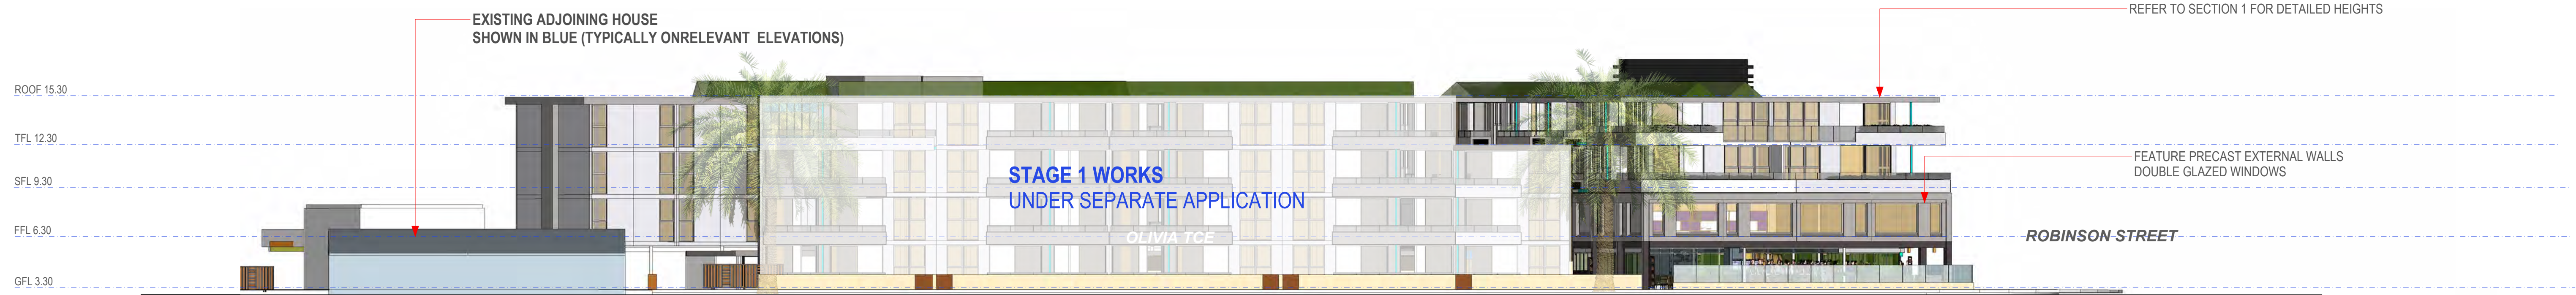 EXISTING ADJOINING HOUSE
SHOWN IN BLUE (TYPICALLY ONRELEVANT ELEVATIONS)
REFER TO SECTION 1 FOR DETAILED HEIGHTS
ROOF 15.30
TFL 12.30
FEATURE PRECAST EXTERNAL WALLS
DOUBLE GLAZED WINDOWS
STAGE 1 WORKS
UNDER SEPARATE APPLICATION
SFL 9.30
FFL 6.30
OLIVIA TCE
ROBINSON STREET
GFL 3.30